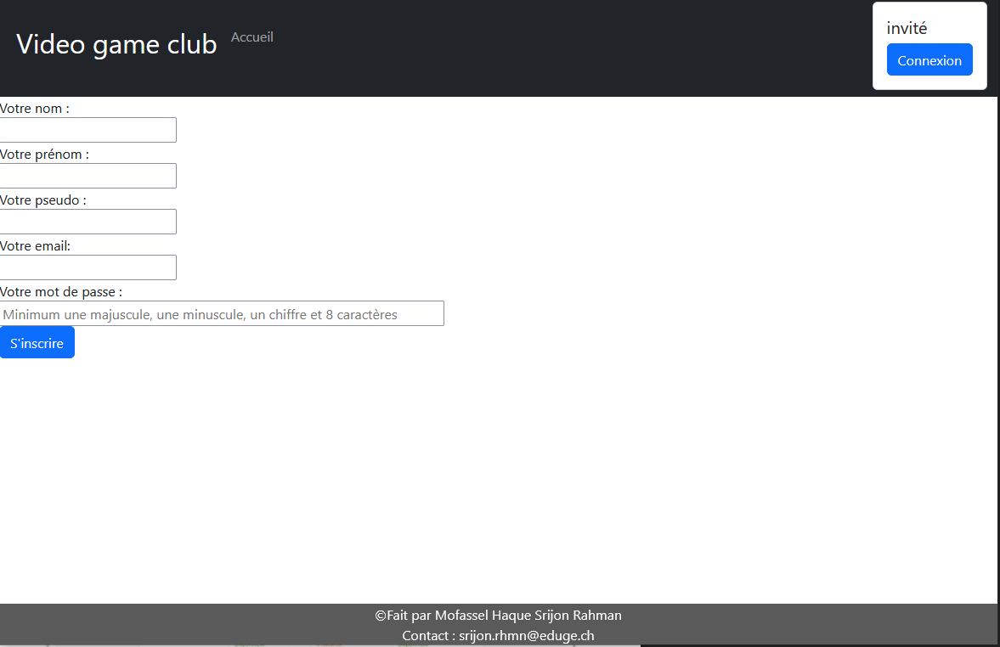 Video game club
Accueil
invité
Connexion
Votre nom :
Votre prénom :
Votre pseudo :
Votre email:
Votre mot de passe :
Minimum une majuscule, une minuscule, un chiffre et 8 caractères
S'inscrire
©Fait par Mofassel Haque Srijon Rahman
Contact : srijon.rhmn@eduge.ch